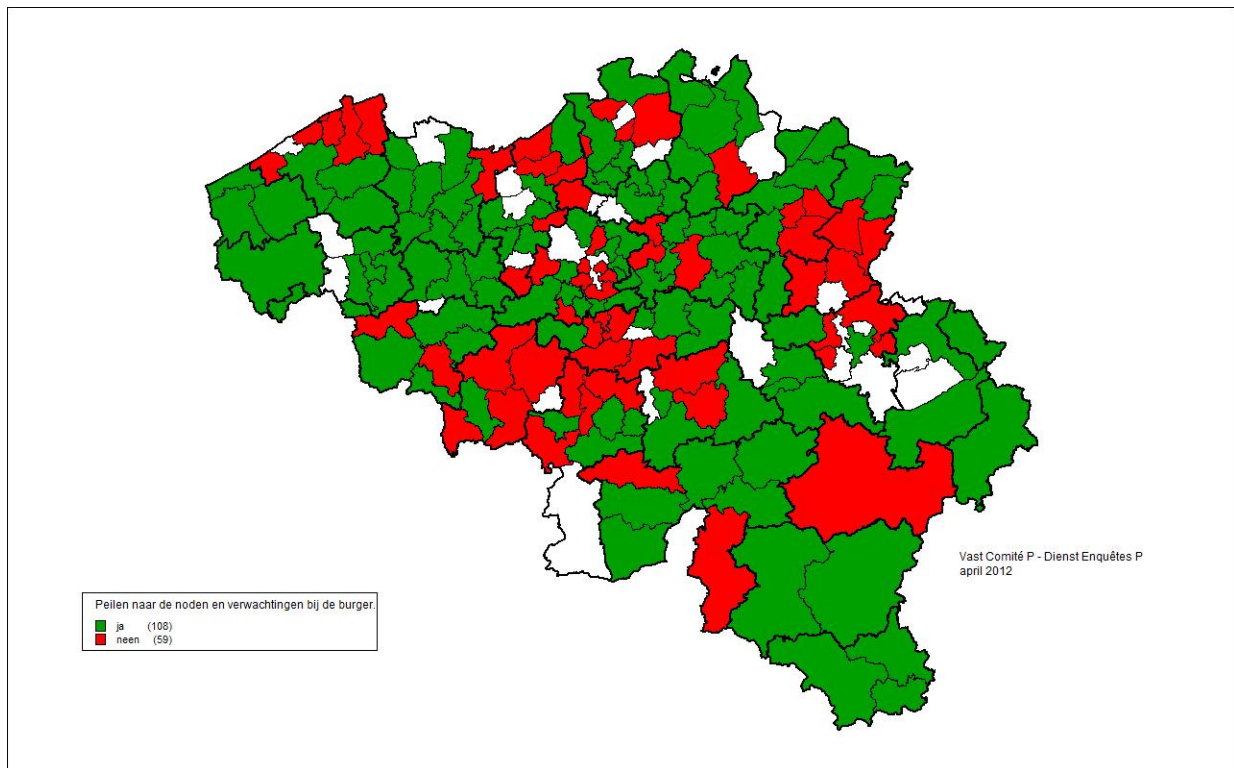 Vast Comité P - Dienst Enquêtes P
april 2012
Peilen naar de noden en verwachtingen bij de burger.
ja (108)
neen (59)